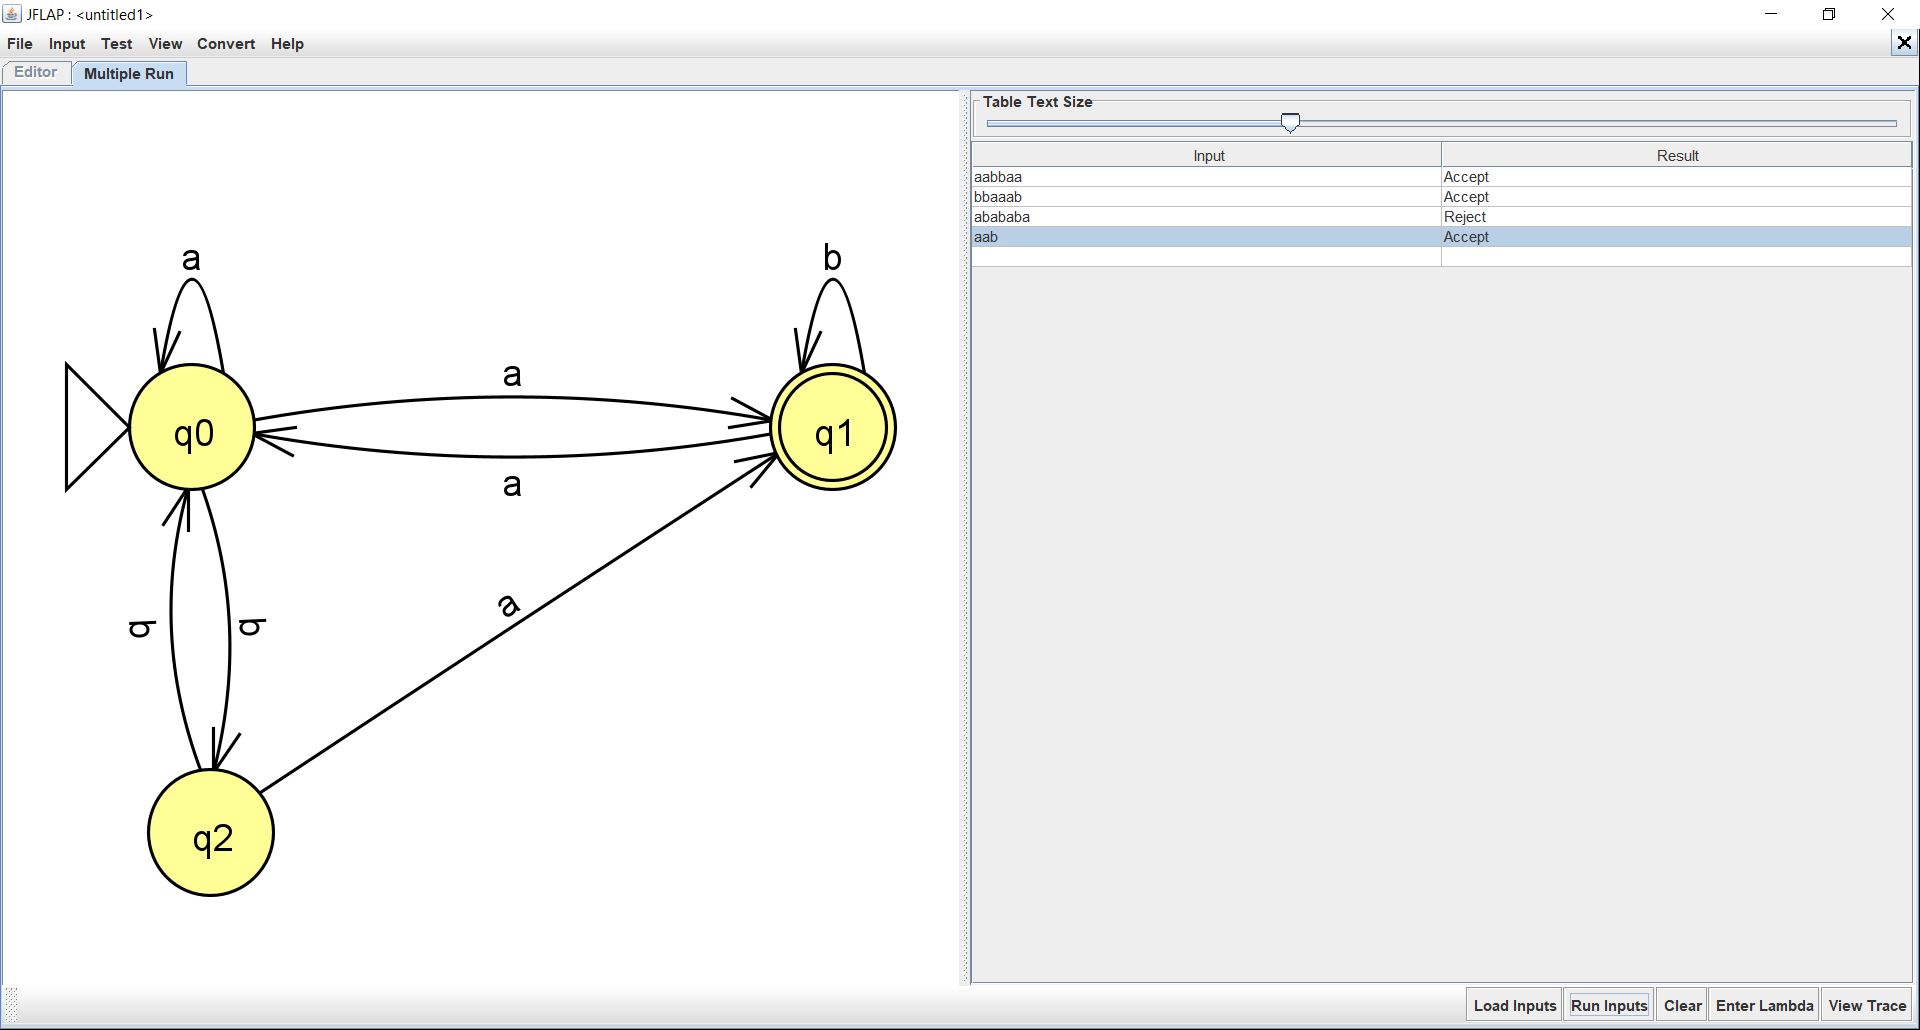 JFLAP : <untitled1>
File Input Test View Convert Help
Editor Multiple Run
Table Text Size
Input Result
aabbaa Accept
bbaaab Accept
abababa Reject
aab Accept
a b
a
q0 q1
a
a
b b
q2
Load Inputs Run Inputs Clear Enter Lambda View Trace